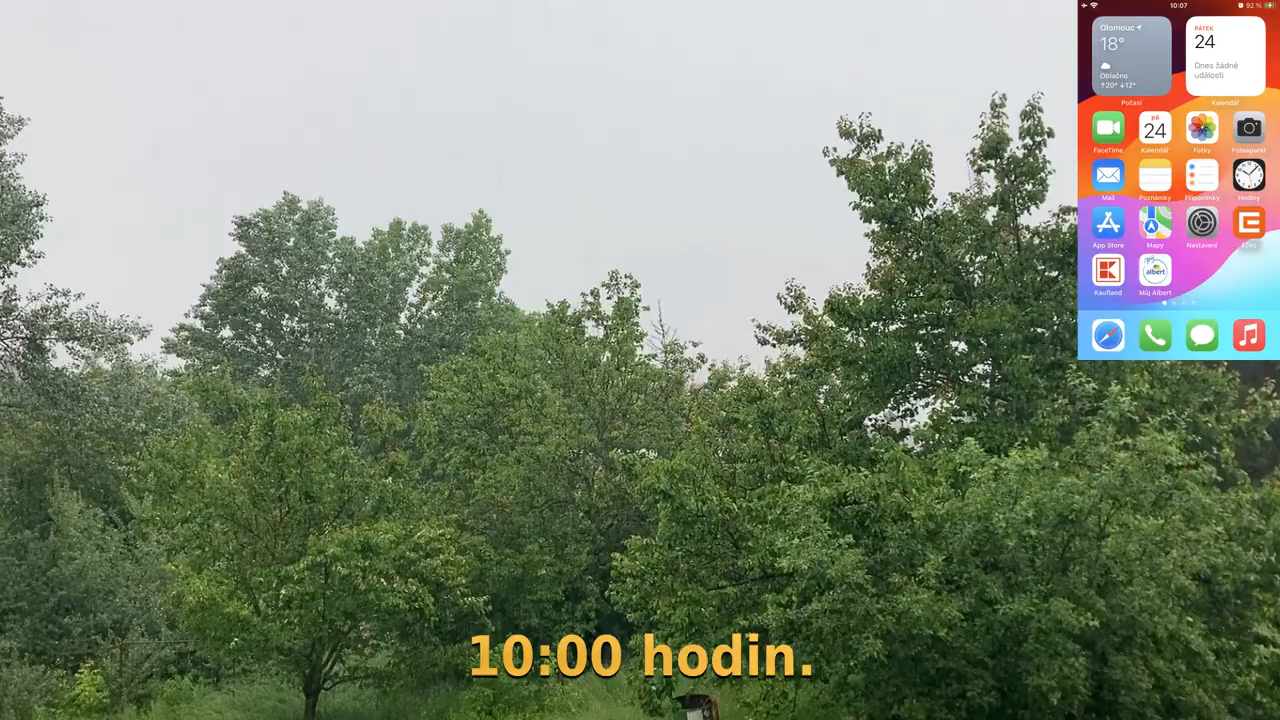 10:07
92 %
Olomouc
18°
Oblačno
↑20° ↓12°
Počasí
PÁTEK
24
Dnes žádné
události
Kalendář
FaceTime
PÁ
24
Kalendář
Fotky
Fotoaparát
Mail
Poznámky
Připomínky
Hodiny
App Store
Mapy
Nastavení
Kaufland
albert
Můj Albert
10:00 hodin.